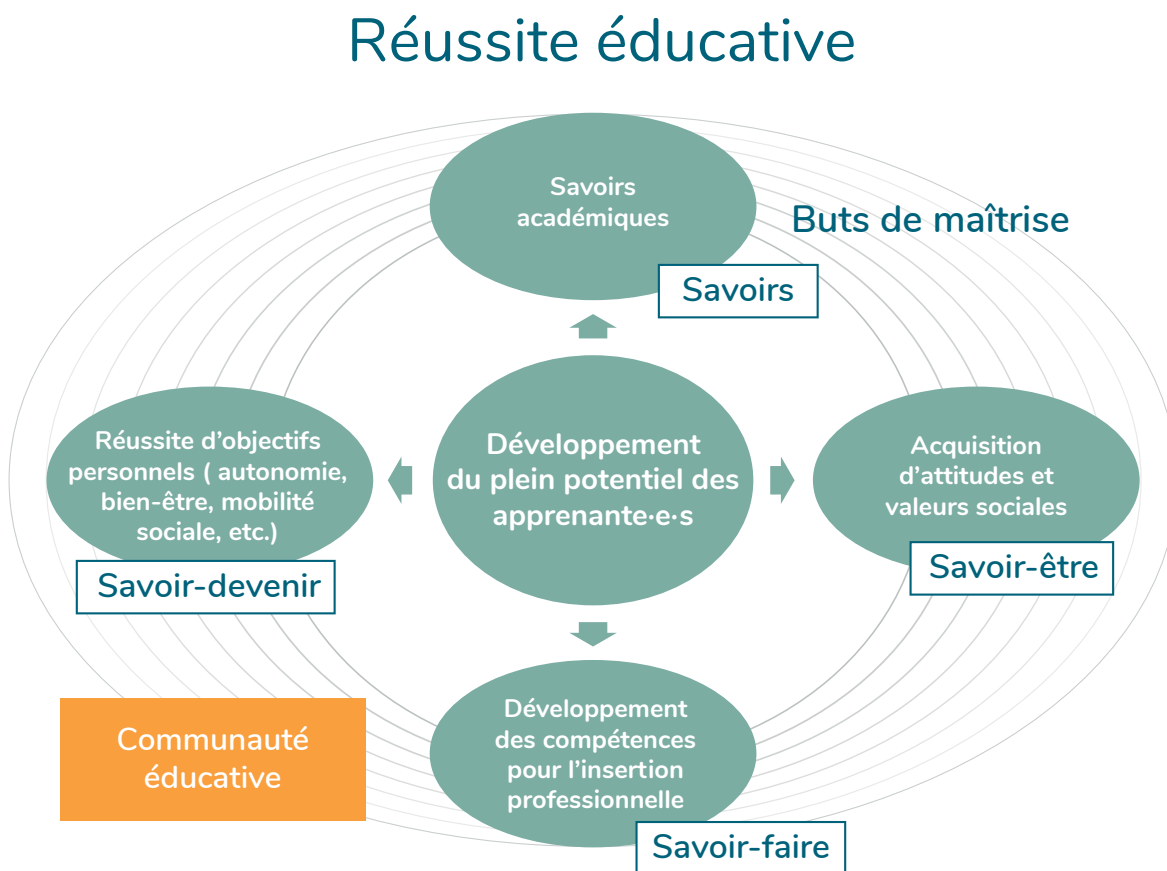 Réussite éducative
Savoirs
académiques
Buts de maîtrise
Savoirs
Réussite d'objectifs
personnels ( autonomie,
bien-être, mobilité
sociale, etc.)
Savoir-devenir
Développement
du plein potentiel des
apprenante·e·s
Acquisition
d'attitudes et
valeurs sociales
Savoir-être
Communauté
éducative
Développement
des compétences
pour l'insertion
professionnelle
Savoir-faire